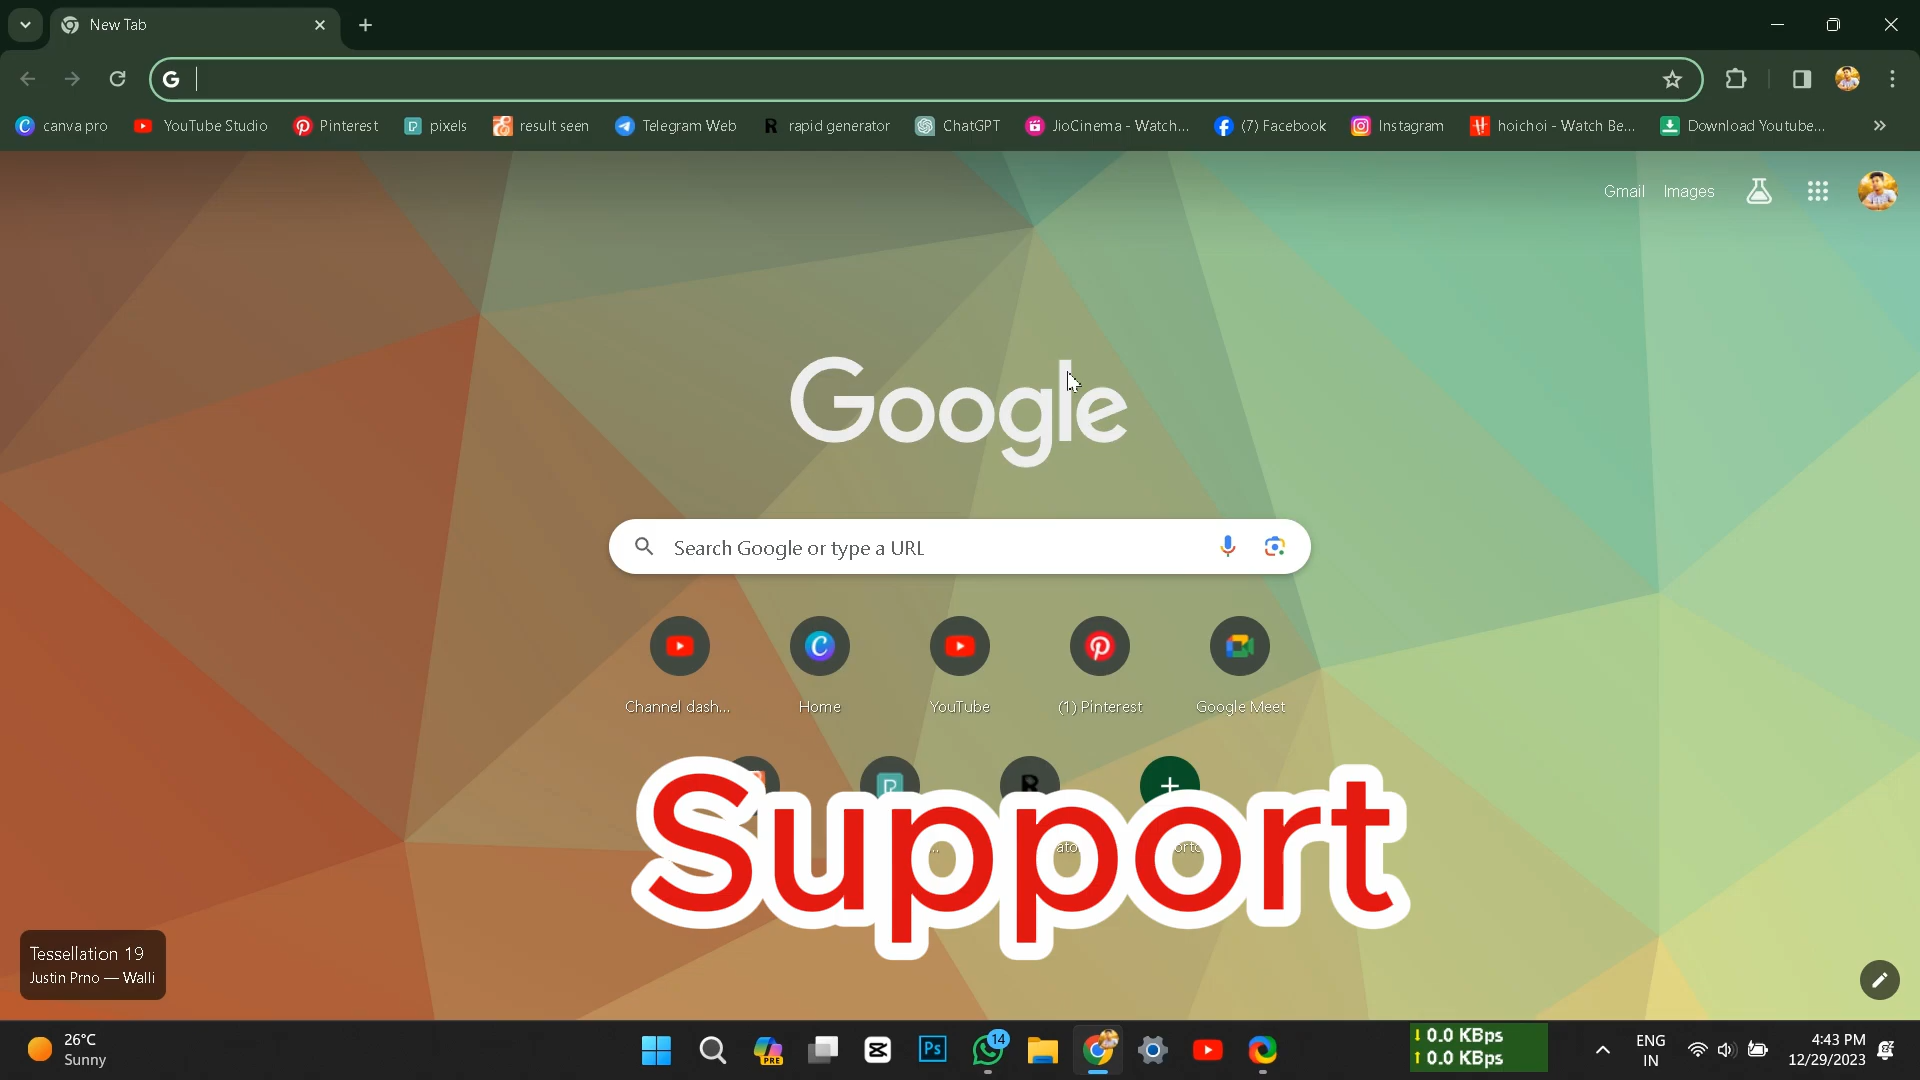 New Tab
canva pro
YouTube Studio
Pinterest
pixels
result seen
Telegram Web
rapid generator
ChatGPT
JioCinema - Watch...
(7) Facebook
Instagram
hoichoi - Watch Be...
Download Youtube...
Gmail Images
Google
Search Google or type a URL
Channel dash...
Home
YouTube
(1) Pinterest
Google Meet
Support
Tessellation 19
Justin Prno — Walli
26°C
Sunny
PRE
Ps
14
0.0 KBps
0.0 KBps
ENG
IN
4:43 PM
12/29/2023